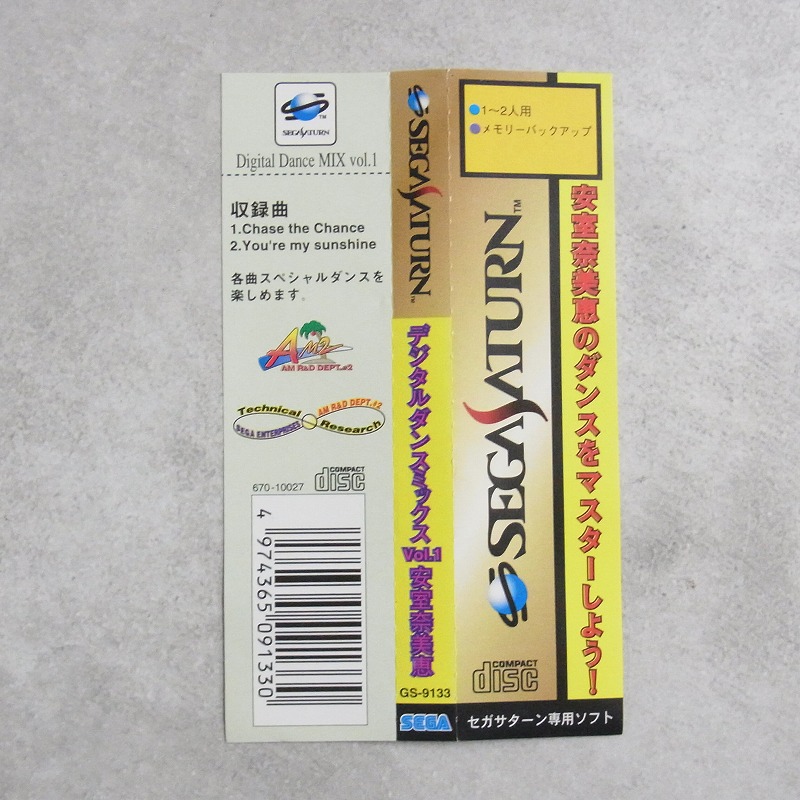 SEGA SATURN™
Digital Dance MIX vol.1
収録曲
1.Chase the Chance
2.You're my sunshine
各曲スペシャルダンスを
楽しめます。
AM2
AM R&D DEPT.#2
Technical Research
AM R&D DEPT.#2
SEGA ENTERPRISES
670-10027
COMPACT
disc
4 974365 091330
SEGA SATURN™
デジタルダンスミックス Vol.1 安室奈美恵
GS-9133
SEGA
●1～2人用
●メモリーバックアップ
SEGA SATURN™
安室奈美恵のダンスをマスターしよう!
COMPACT
disc
セガサターン専用ソフト